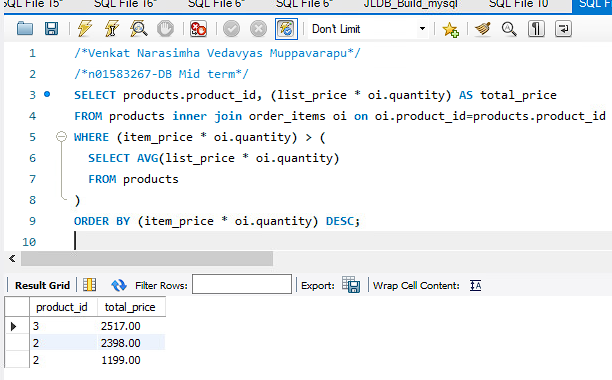 SQL File 15*
SQL File 16*
SQL File 6*
SQL File 6*
JLDB_Build_mysql
SQL File 10
SQL F
Don't Limit
1 /*Venkat Narasimha Vedavyas Muppavarapu*/
2 /*n01583267-DB Mid term*/
3 SELECT products.product_id, (list_price * oi.quantity) AS total_price
4 FROM products inner join order_items oi on oi.product_id=products.product_id
5 WHERE (item_price * oi.quantity) > (
6 SELECT AVG(list_price * oi.quantity)
7 FROM products
8 )
9 ORDER BY (item_price * oi.quantity) DESC;
10
Result Grid Filter Rows: Export: Wrap Cell Content:
product_id total_price
3 2517.00
2 2398.00
2 1199.00